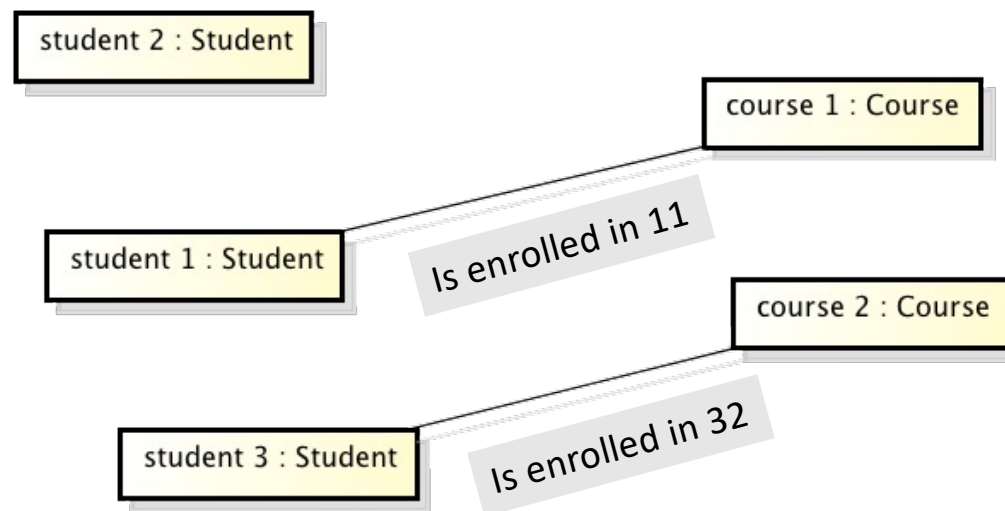 student 2 : Student
course 1 : Course
Is enrolled in 11
student 1 : Student
course 2 : Course
Is enrolled in 32
student 3 : Student